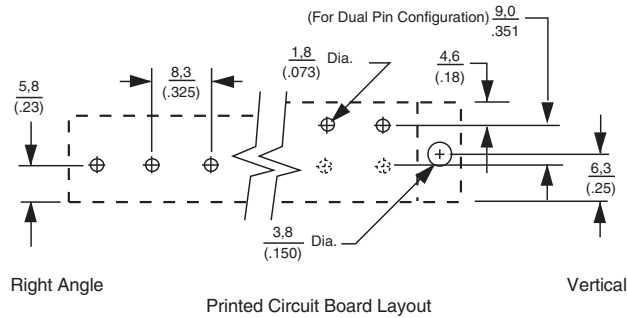 (For Dual Pin Configuration) 9,0
.351
1,8
(.073) Dia.
4,6
(.18)
8,3
(.325)
5,8
(.23)
6,3
(.25)
3,8
(.150) Dia.
Right Angle
Vertical
Printed Circuit Board Layout